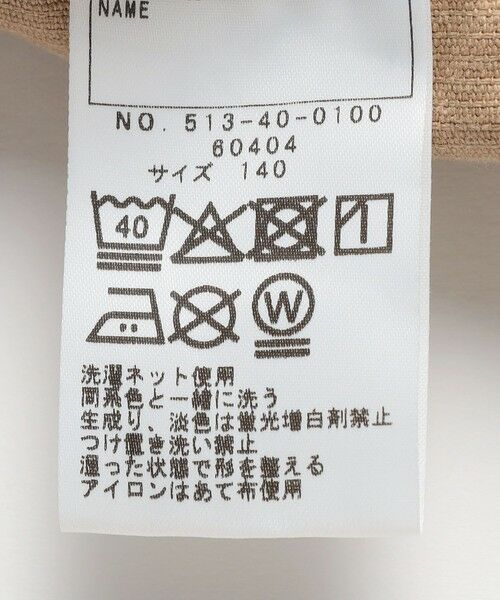 NAME
NO. 513-40-0100
60404
サイズ 140
40
W
洗濯ネット使用
同系色と一緒に洗う
生成り、淡色は蛍光増白剤禁止
つけ置き洗い禁止
湿った状態で形を整える
アイロンはあて布使用